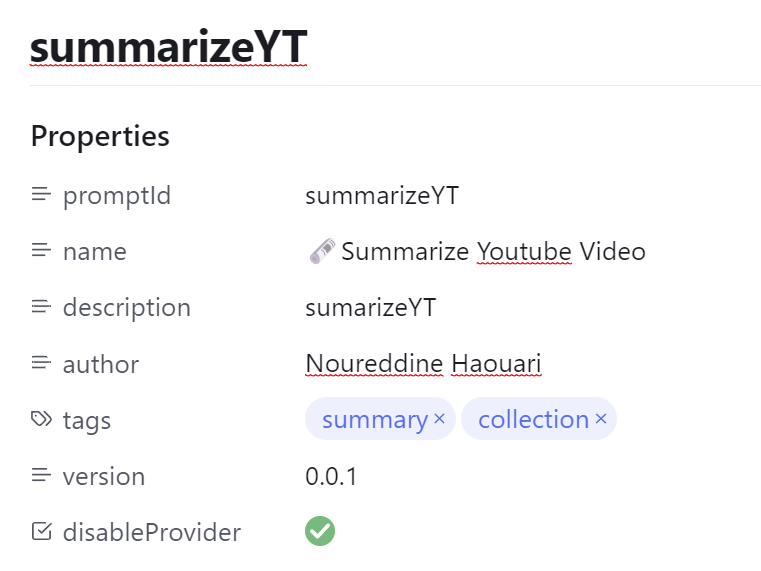 summarizeYT
Properties
promptId summarizeYT
name 🗞️ Summarize Youtube Video
description sumarizeYT
author Noureddine Haouari
tags summary × collection ×
version 0.0.1
disableProvider ✅